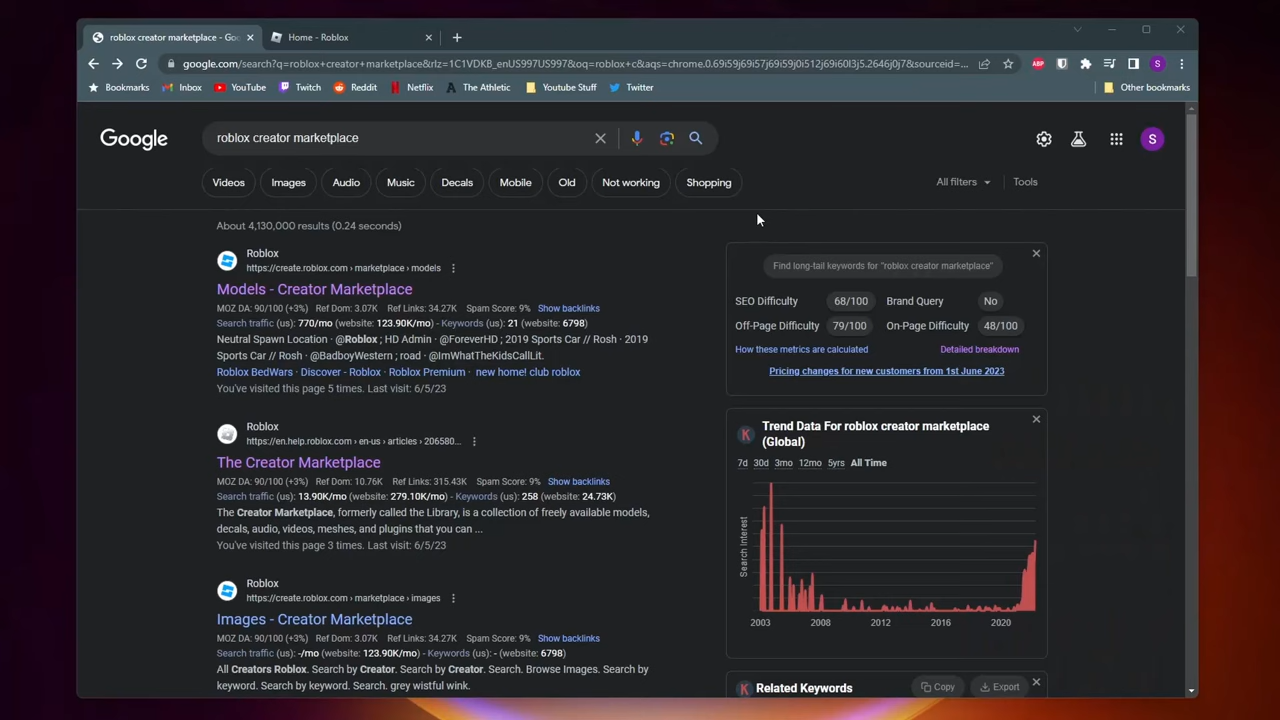 roblox creator marketplace - Goo
Home - Roblox
google.com/search?q=roblox+creator+marketplace&rlz=1C1VDKB_enUS997US997&oq=roblox+c&aqs=chrome.0.69i59j69i57j69i59j0i512j69i60l3j5.2646j0j7&sourceid=...
ABP
S
Bookmarks
Inbox
YouTube
Twitch
Reddit
Netflix
The Athletic
Youtube Stuff
Twitter
Other bookmarks
Google
roblox creator marketplace
S
Videos
Images
Audio
Music
Decals
Mobile
Old
Not working
Shopping
All filters
Tools
About 4,130,000 results (0.24 seconds)
Roblox
https://create.roblox.com › marketplace › models
Models - Creator Marketplace
MOZ DA: 90/100 (+3%) Ref Dom: 3.07K Ref Links: 34.27K Spam Score: 9% Show backlinks
Search traffic (us): 770/mo (website: 123.90K/mo) - Keywords (us): 21 (website: 6798)
Neutral Spawn Location · @Roblox ; HD Admin · @ForeverHD ; 2019 Sports Car // Rosh · 2019
Sports Car // Rosh · @BadboyWestern ; road · @ImWhatTheKidsCallLit.
Roblox BedWars · Discover - Roblox · Roblox Premium · new home! club roblox
You've visited this page 5 times. Last visit: 6/5/23
Roblox
https://en.help.roblox.com › en-us › articles › 206580...
The Creator Marketplace
MOZ DA: 90/100 (+3%) Ref Dom: 10.76K Ref Links: 315.43K Spam Score: 9% Show backlinks
Search traffic (us): 13.90K/mo (website: 279.10K/mo) - Keywords (us): 258 (website: 24.73K)
The Creator Marketplace, formerly called the Library, is a collection of freely available models,
decals, audio, videos, meshes, and plugins that you can ...
You've visited this page 3 times. Last visit: 6/5/23
Roblox
https://create.roblox.com › marketplace › images
Images - Creator Marketplace
MOZ DA: 90/100 (+3%) Ref Dom: 3.07K Ref Links: 34.27K Spam Score: 9% Show backlinks
Search traffic (us): -/mo (website: 123.90K/mo) - Keywords (us): - (website: 6798)
All Creators Roblox. Search by Creator. Search by Creator. Search. Browse Images. Search by
keyword. Search by keyword. Search. grey wistful wink.
Find long-tail keywords for "roblox creator marketplace"
SEO Difficulty 68/100 Brand Query No
Off-Page Difficulty 79/100 On-Page Difficulty 48/100
How these metrics are calculated
Detailed breakdown
Pricing changes for new customers from 1st June 2023
K
Trend Data For roblox creator marketplace
(Global)
7d 30d 3mo 12mo 5yrs All Time
Search Interest
2003 2008 2012 2016 2020
K
Related Keywords
Copy
Export